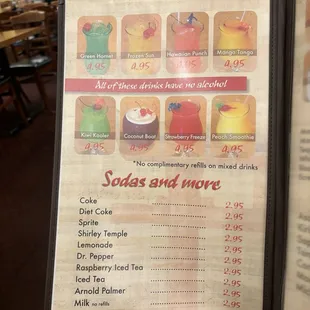 Green Hornet Poison Sun Hawaiian Punch Mango Tango
4.95 4.95 4.95 4.95
All of these drinks have no alcohol
Kiwi Koolet Coconut Boat Strawberry Freeze Peach Smoothie
4.95 4.95 4.95 4.95
*No complimentary refills on mixed drinks
Sodas and more
Coke 2.95
Diet Coke 2.95
Sprite 2.95
Shirley Temple 2.95
Lemonade 2.95
Dr. Pepper 2.95
Raspberry Iced Tea 2.95
Iced Tea 2.95
Arnold Palmer 2.95
Milk no refills 2.95